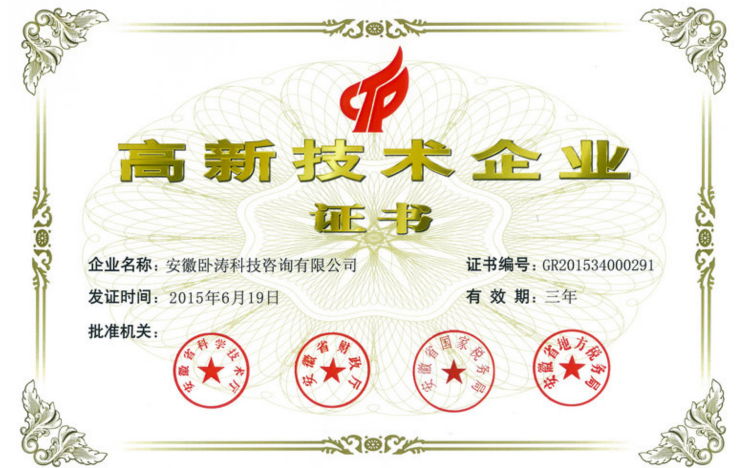 高新技术企业
证书
企业名称：安徽卧涛科技咨询有限公司
证书编号：GR201534000291
发证时间：2015年6月19日
有 效 期：三年
批准机关：
安徽省科学技术厅
安徽省财政厅
安徽省国家税务局
安徽省地方税务局